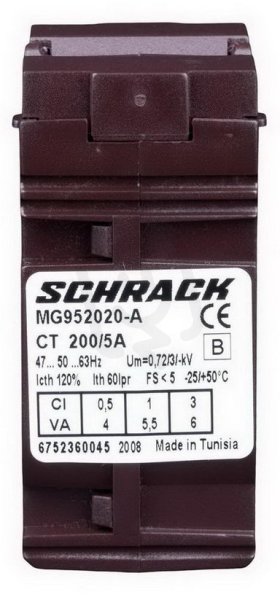 SCHRACK
MG952020-A CE
CT 200/5A
47... 50 ...63Hz Um=0,72/3/-kV B
Icth 120% Ith 60Ipr FS < 5 -25/+50°C
Cl 0,5 1 3
VA 4 5,5 6
6752360045 2008 Made in Tunisia